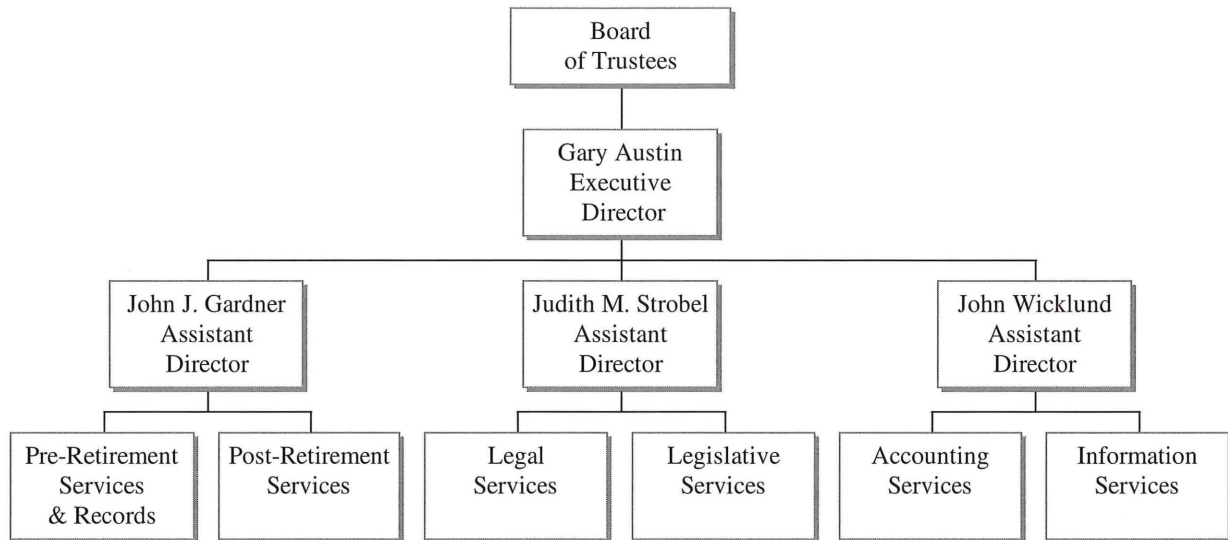 Board
of Trustees
Gary Austin
Executive
Director
John J. Gardner
Assistant
Director
Judith M. Strobel
Assistant
Director
John Wicklund
Assistant
Director
Pre-Retirement
Services
& Records
Post-Retirement
Services
Legal
Services
Legislative
Services
Accounting
Services
Information
Services